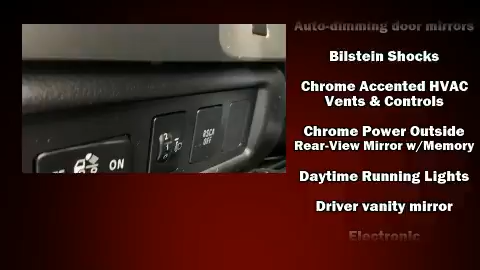 Auto-dimming door mirrors
Bilstein Shocks
Chrome Accented HVAC
Vents & Controls
Chrome Power Outside
Rear-View Mirror w/Memory
Daytime Running Lights
Driver vanity mirror
Electronic
RSCA
OFF
ON